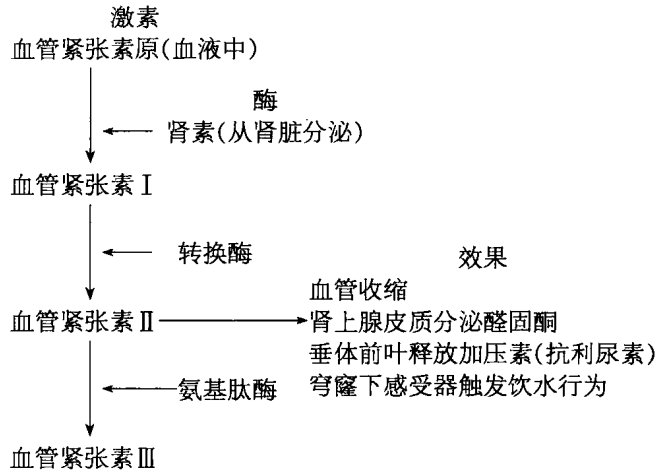 激素
血管紧张素原(血液中)
酶
肾素(从肾脏分泌)
血管紧张素Ⅰ
转换酶
效果
血管收缩
血管紧张素Ⅱ
肾上腺皮质分泌醛固酮
垂体前叶释放加压素(抗利尿素)
氨基肽酶
穹窿下感受器触发饮水行为
血管紧张素Ⅲ